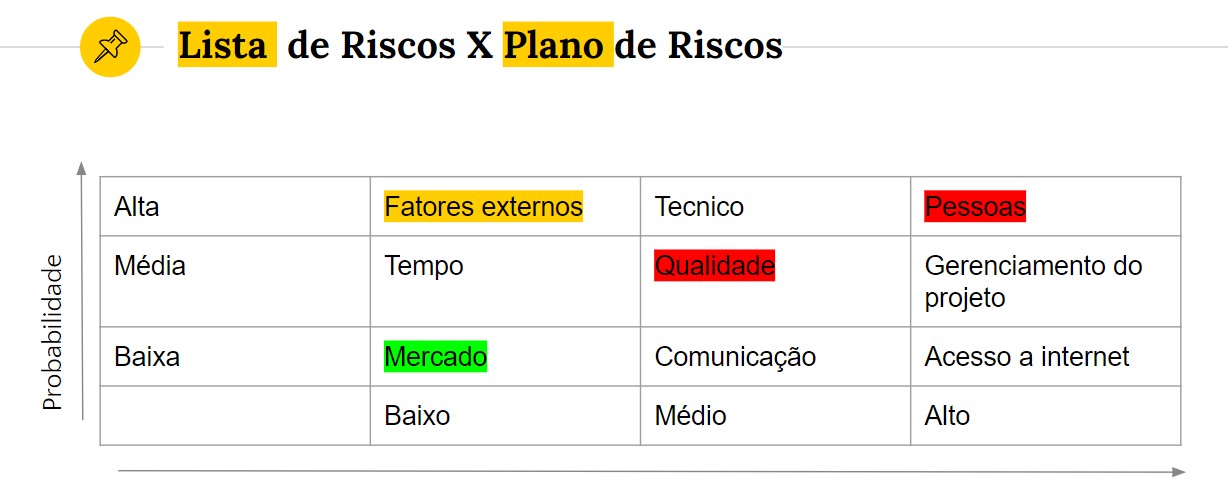 Lista de Riscos X Plano de Riscos
Probabilidade
Alta Fatores externos Tecnico Pessoas
Média Tempo Qualidade Gerenciamento do
projeto
Baixa Mercado Comunicação Acesso a internet
Baixo Médio Alto